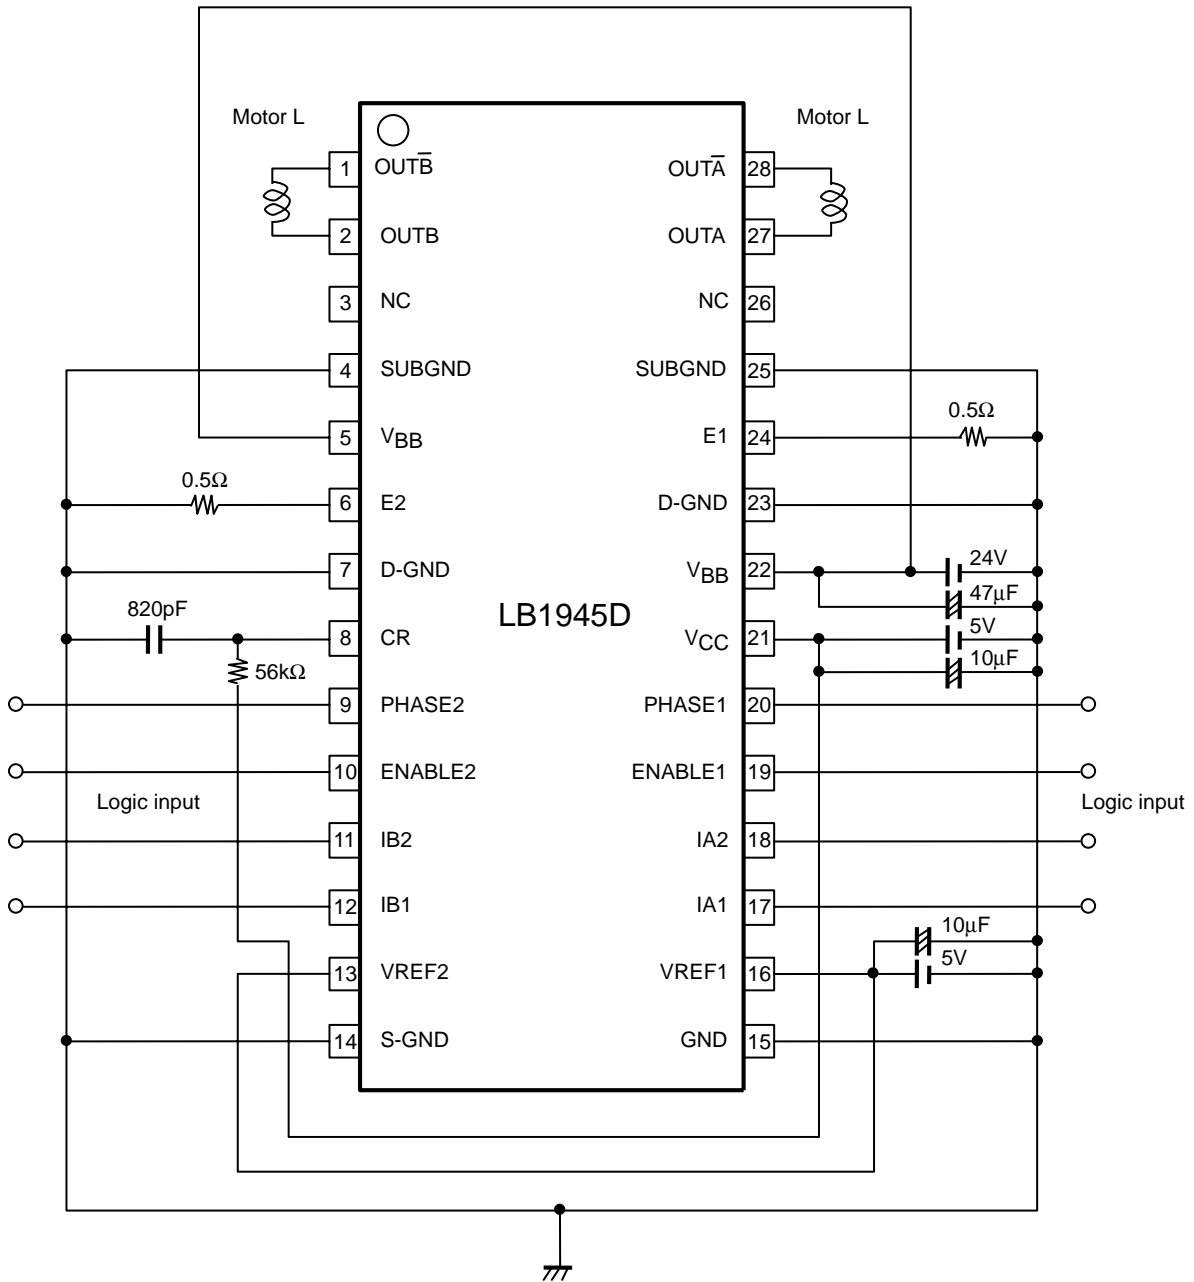 Motor L
Motor L
1 OUTB̅
OUTA̅ 28
2 OUTB
OUTA 27
3 NC
NC 26
4 SUBGND
SUBGND 25
0.5Ω
5 VBB
E1 24
0.5Ω
6 E2
D-GND 23
24V
7 D-GND
VBB 22
47μF
820pF
LB1945D
5V
8 CR
VCC 21
10μF
56kΩ
9 PHASE2
PHASE1 20
10 ENABLE2
ENABLE1 19
Logic input
Logic input
11 IB2
IA2 18
12 IB1
IA1 17
10μF
5V
13 VREF2
VREF1 16
14 S-GND
GND 15